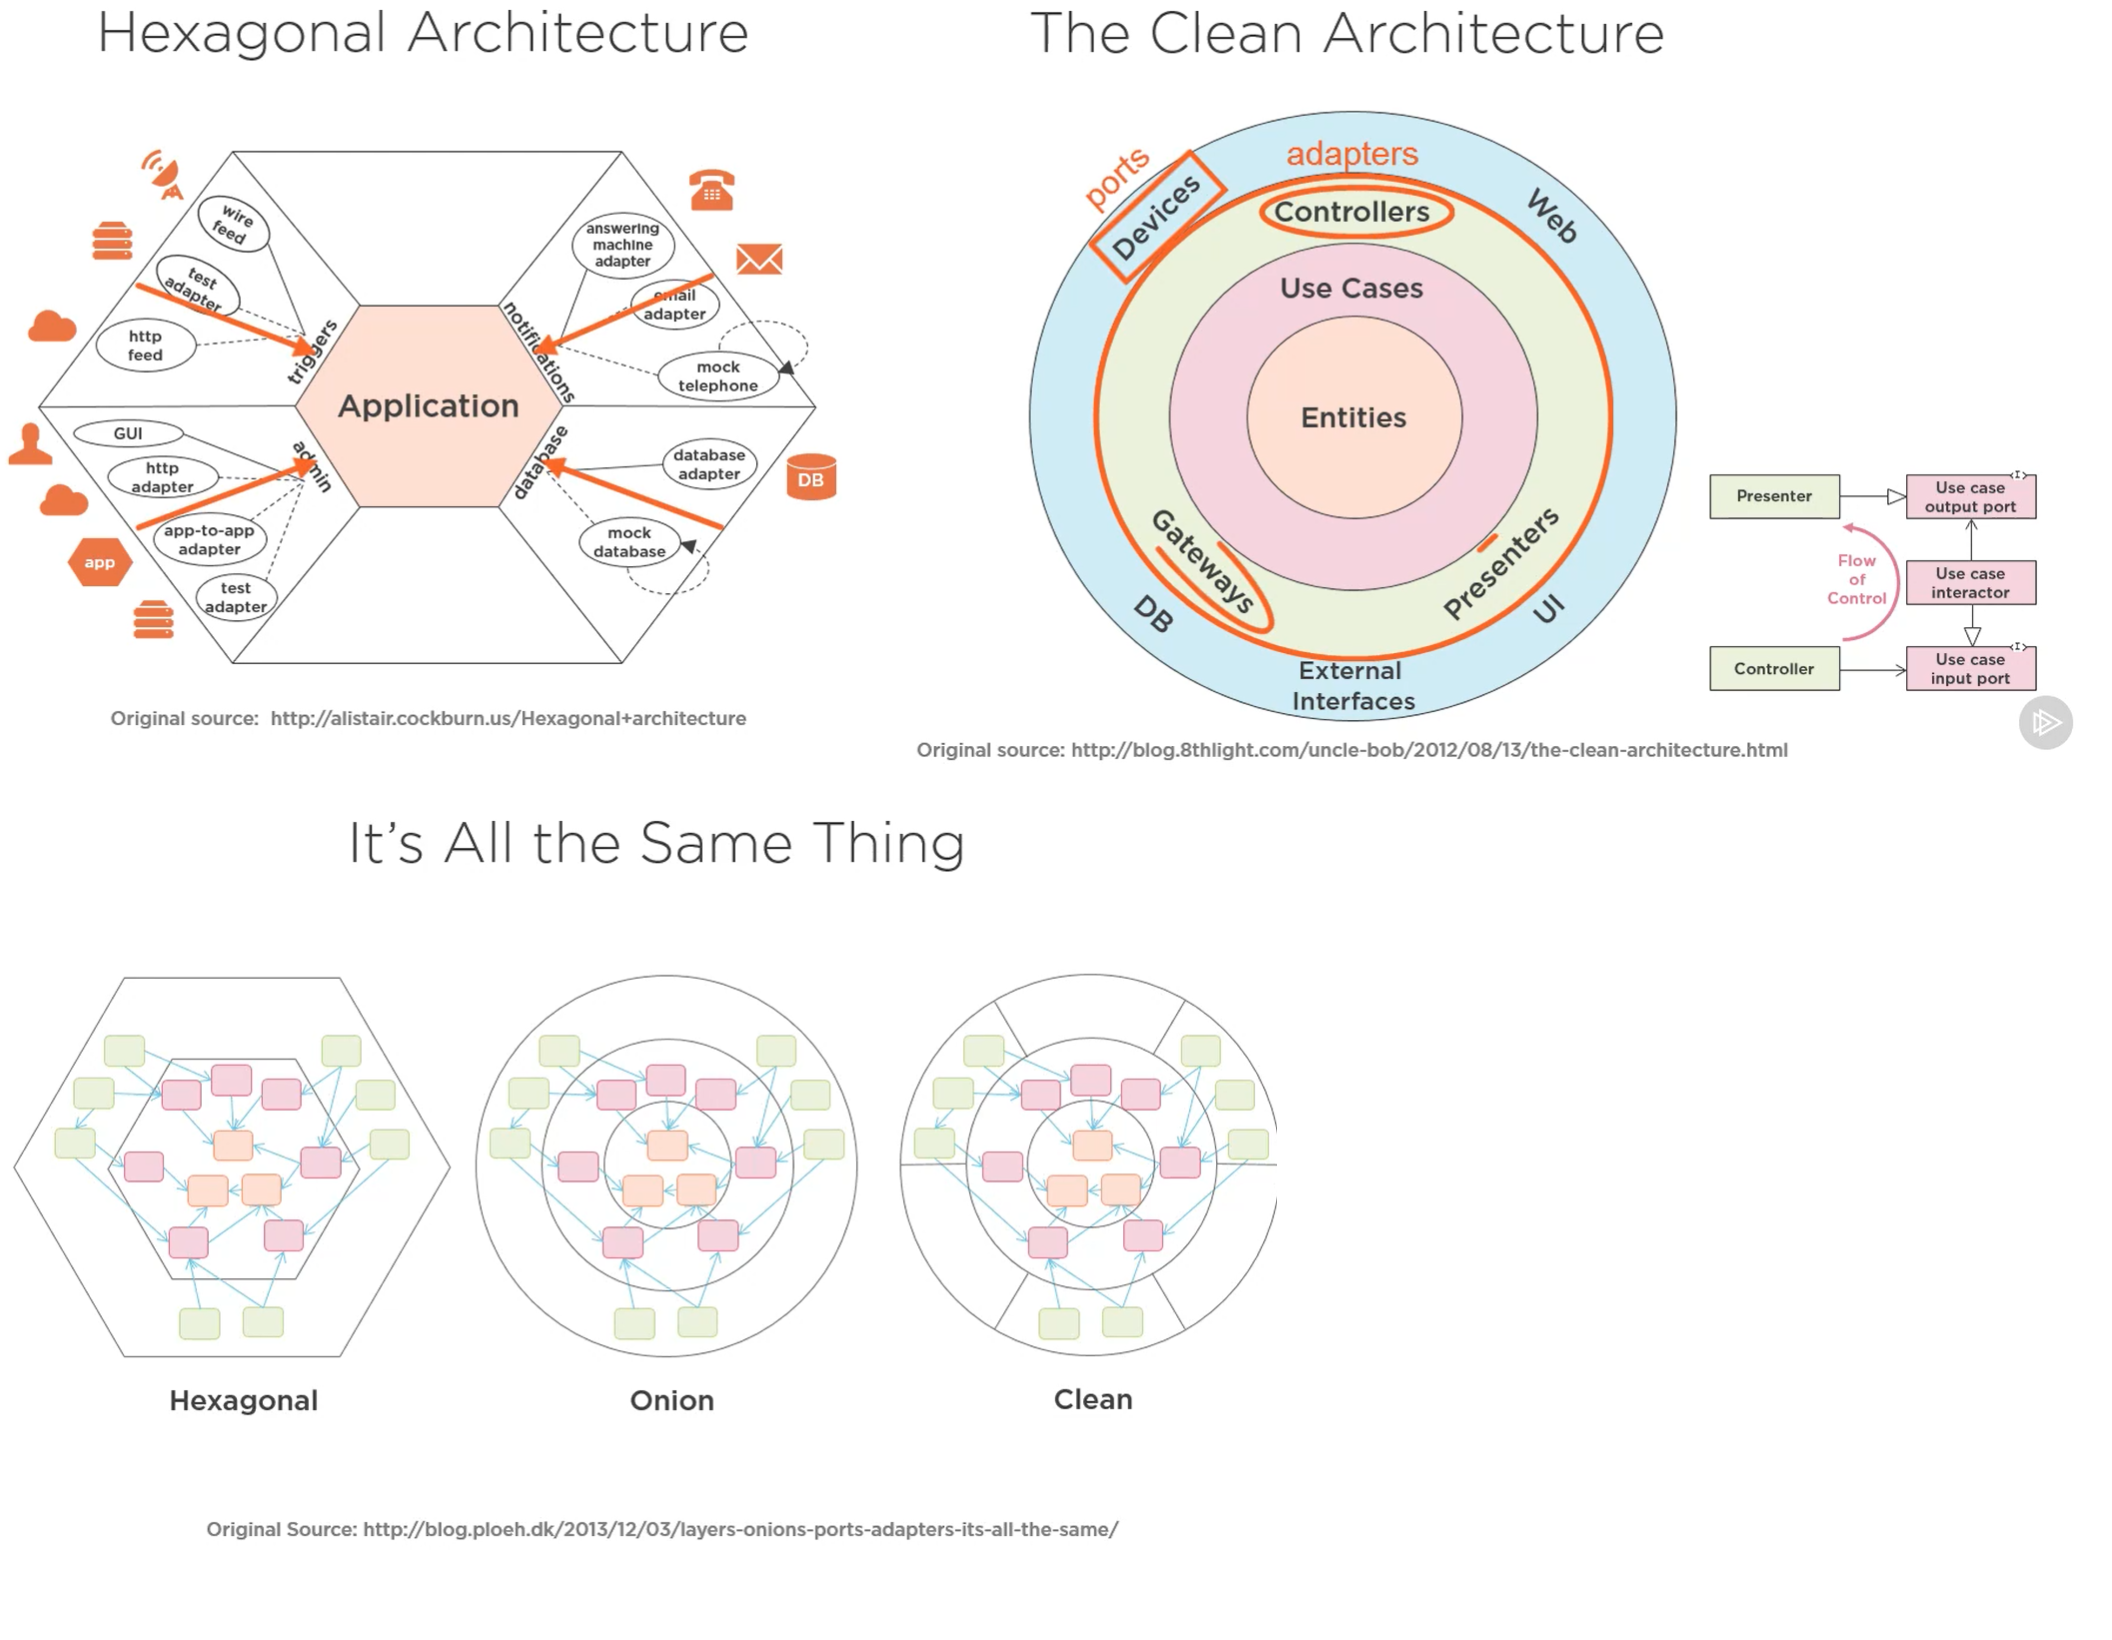 Hexagonal Architecture
wire
feed
test
adapter
http
feed
triggers
answering
machine
adapter
email
adapter
mock
telephone
notifications
Application
GUI
http
adapter
app-to-app
adapter
test
adapter
admin
app
database
adapter
mock
database
database
DB
Original source: http://alistair.cockburn.us/Hexagonal+architecture
The Clean Architecture
ports
adapters
Devices
Controllers
Web
Use Cases
Entities
Gateways
Presenters
DB
UI
External
Interfaces
Presenter
Use case
output port
Flow
of
Control
Use case
interactor
Controller
Use case
input port
Original source: http://blog.8thlight.com/uncle-bob/2012/08/13/the-clean-architecture.html
It's All the Same Thing
Hexagonal
Onion
Clean
Original Source: http://blog.ploeh.dk/2013/12/03/layers-onions-ports-adapters-its-all-the-same/